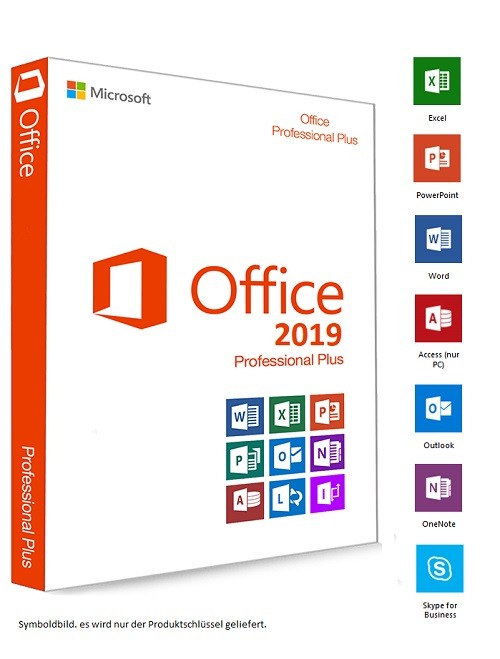 Office
Microsoft
Office
Professional Plus
Office
2019
Professional Plus
W
X
P
P
O
N
A
L
I
Professional Plus
X
Excel
P
PowerPoint
W
Word
A
Access (nur
PC)
O
Outlook
N
OneNote
S
Skype for
Business
Symboldbild. es wird nur der Produktschlüssel geliefert.